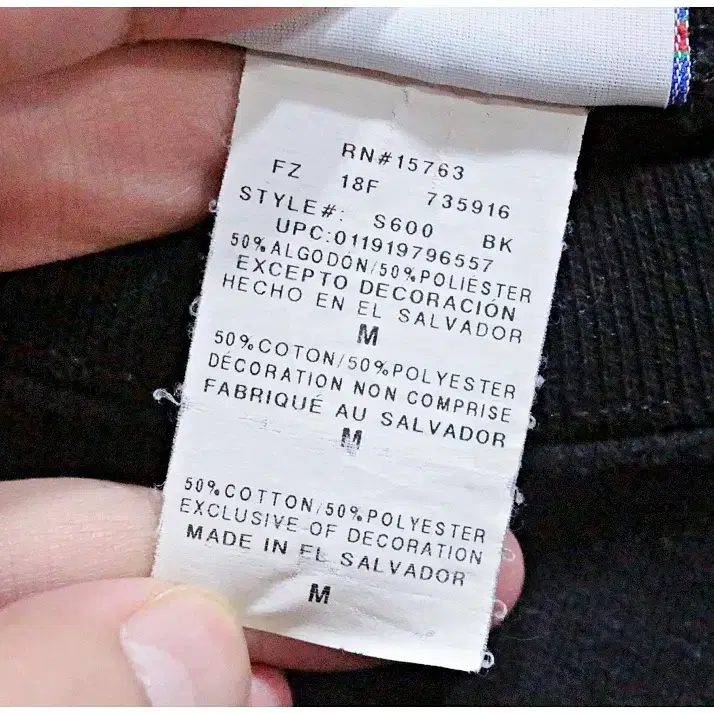 RN#15763
FZ 18F 735916
STYLE#: S600 BK
UPC:011919796557
50%ALGODÓN/50%POLIÉSTER
EXCEPTO DECORACIÓN
HECHO EN EL SALVADOR
M
50%COTON/50%POLYESTER
DÉCORATION NON COMPRISE
FABRIQUÉ AU SALVADOR
M
50%COTTON/50%POLYESTER
EXCLUSIVE OF DECORATION
MADE IN EL SALVADOR
M